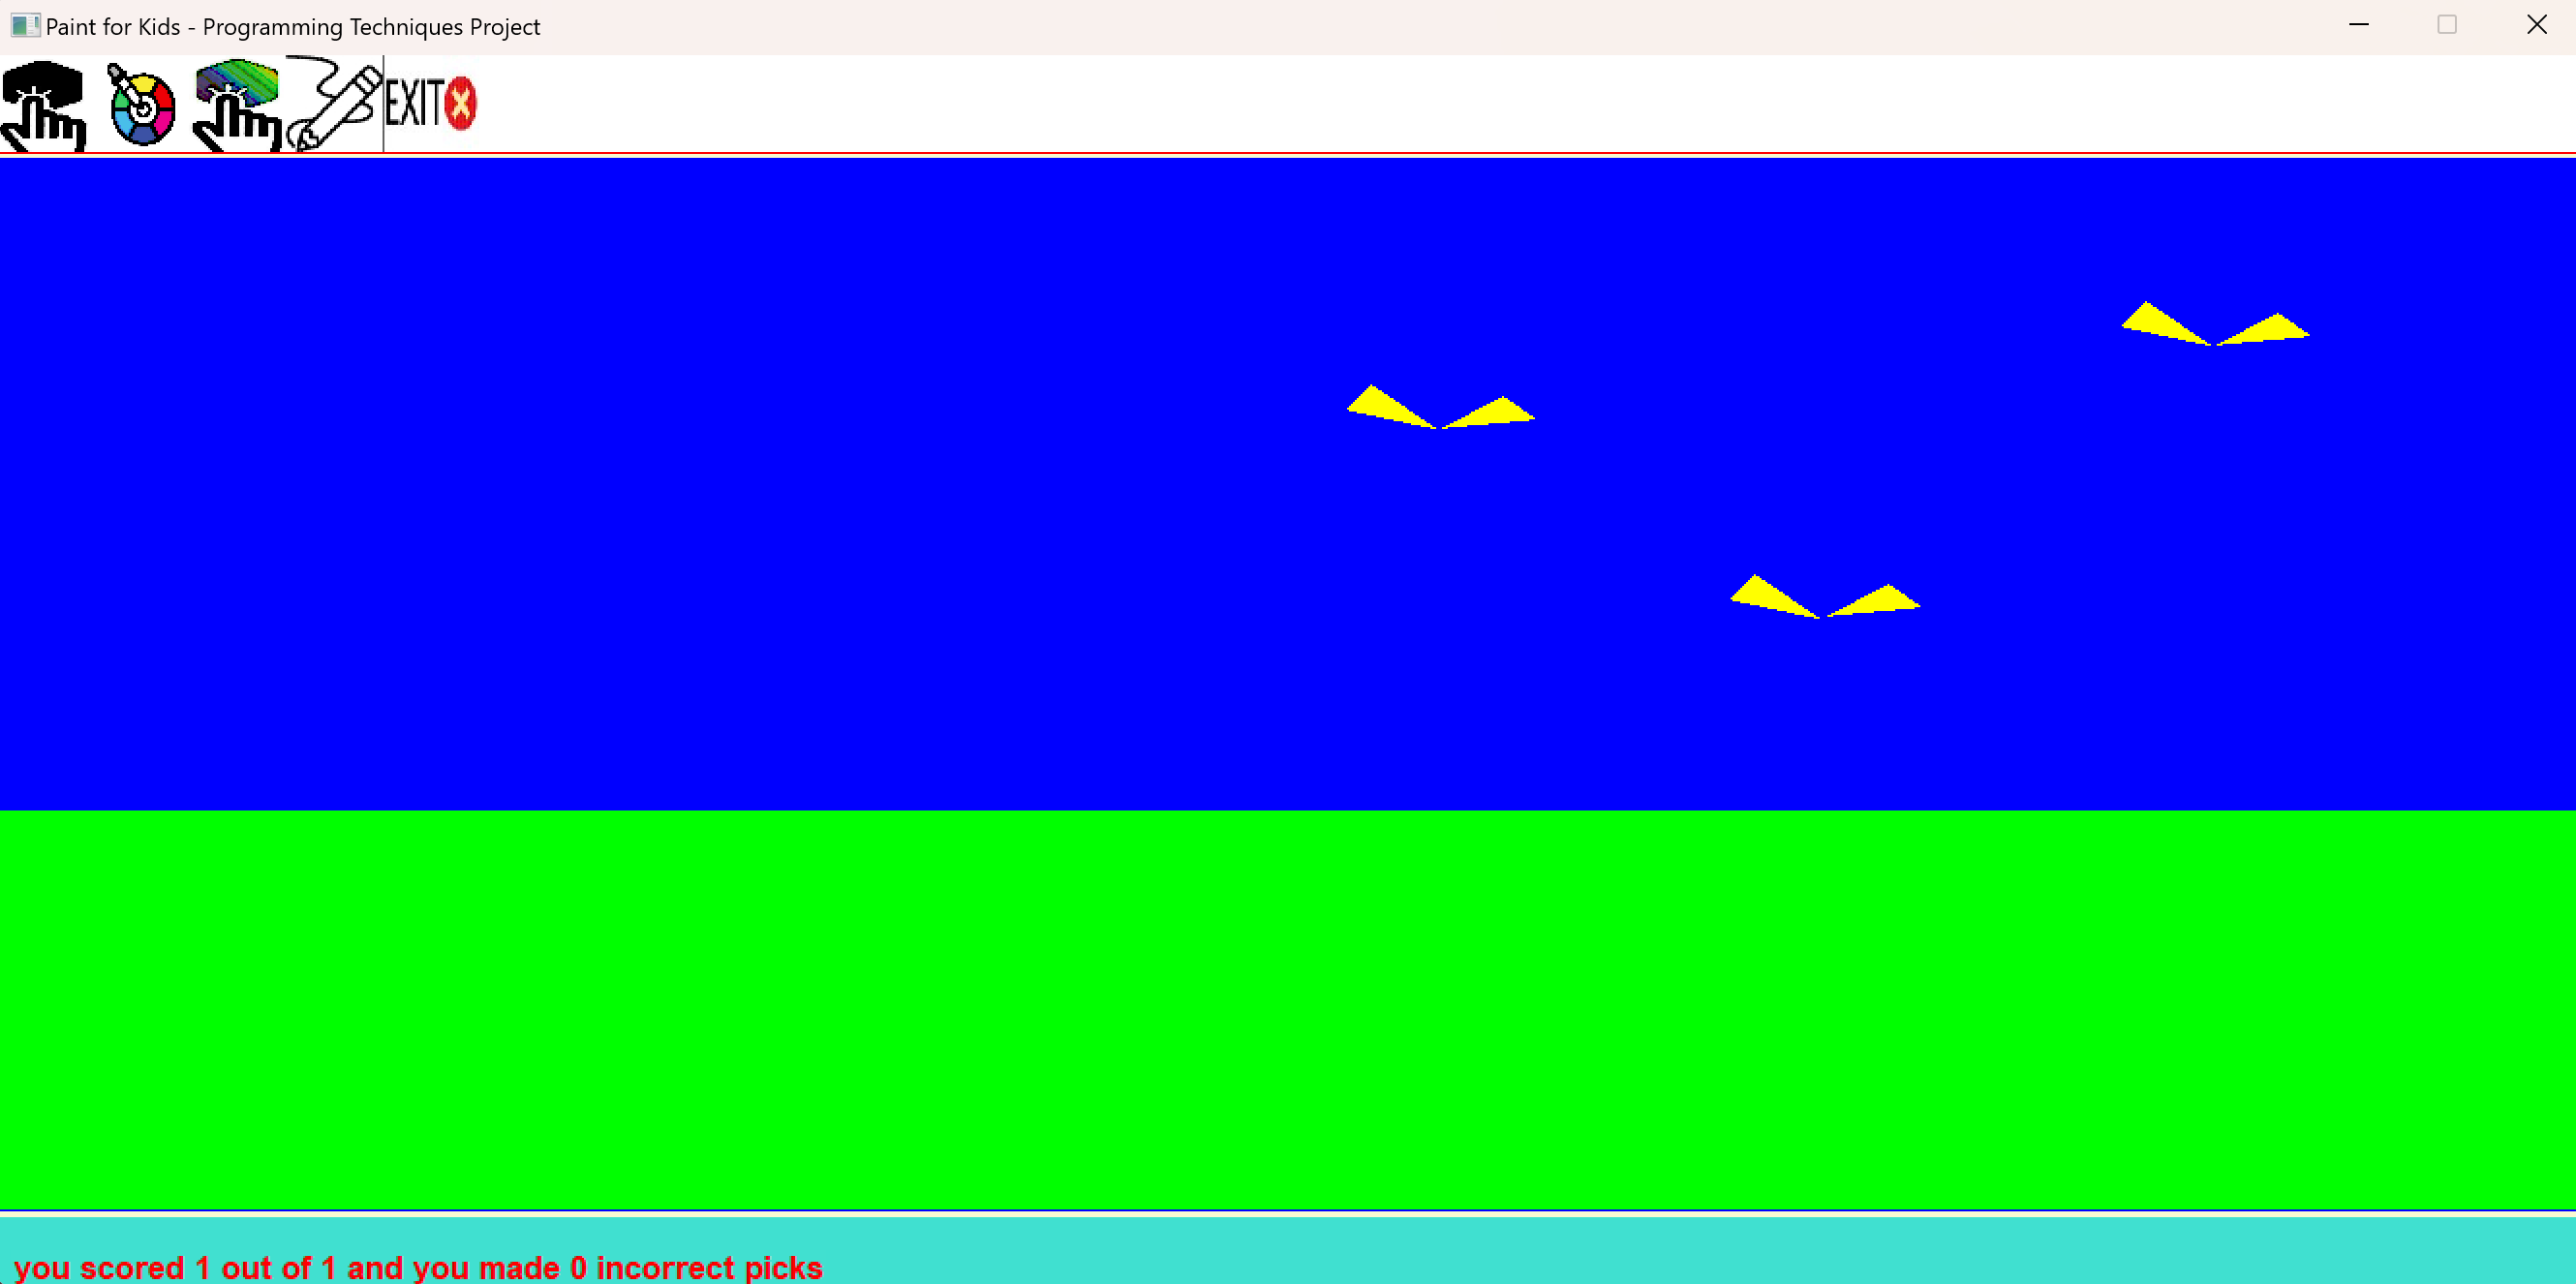 Paint for Kids - Programming Techniques Project
EXIT
you scored 1 out of 1 and you made 0 incorrect picks